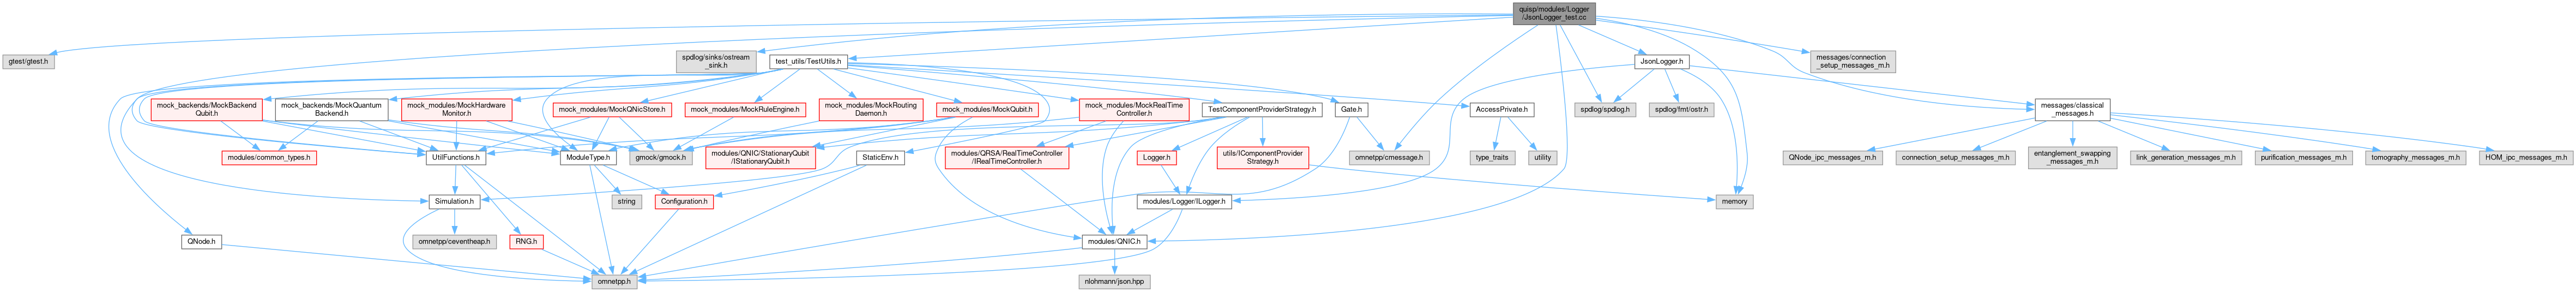 quisp/modules/Logger
/JsonLogger_test.cc
gtest/gtest.h
spdlog/sinks/ostream
_sink.h
test_utils/TestUtils.h
JsonLogger.h
messages/connection
_setup_messages_m.h
mock_backends/MockBackend
Qubit.h
mock_backends/MockQuantum
Backend.h
mock_modules/MockHardware
Monitor.h
mock_modules/MockQNicStore.h
mock_modules/MockRuleEngine.h
mock_modules/MockRouting
Daemon.h
mock_modules/MockQubit.h
mock_modules/MockRealTime
Controller.h
TestComponentProviderStrategy.h
Gate.h
AccessPrivate.h
spdlog/spdlog.h
spdlog/fmt/ostr.h
messages/classical
_messages.h
modules/common_types.h
UtilFunctions.h
ModuleType.h
gmock/gmock.h
modules/QNIC/StationaryQubit
/IStationaryQubit.h
StaticEnv.h
modules/QRSA/RealTimeController
/IRealTimeController.h
Logger.h
utils/IComponentProvider
Strategy.h
omnetpp/cmessage.h
type_traits
utility
QNode_ipc_messages_m.h
connection_setup_messages_m.h
entanglement_swapping
_messages_m.h
link_generation_messages_m.h
purification_messages_m.h
tomography_messages_m.h
HOM_ipc_messages_m.h
Simulation.h
string
Configuration.h
modules/Logger/ILogger.h
memory
QNode.h
omnetpp/ceventheap.h
RNG.h
modules/QNIC.h
omnetpp.h
nlohmann/json.hpp